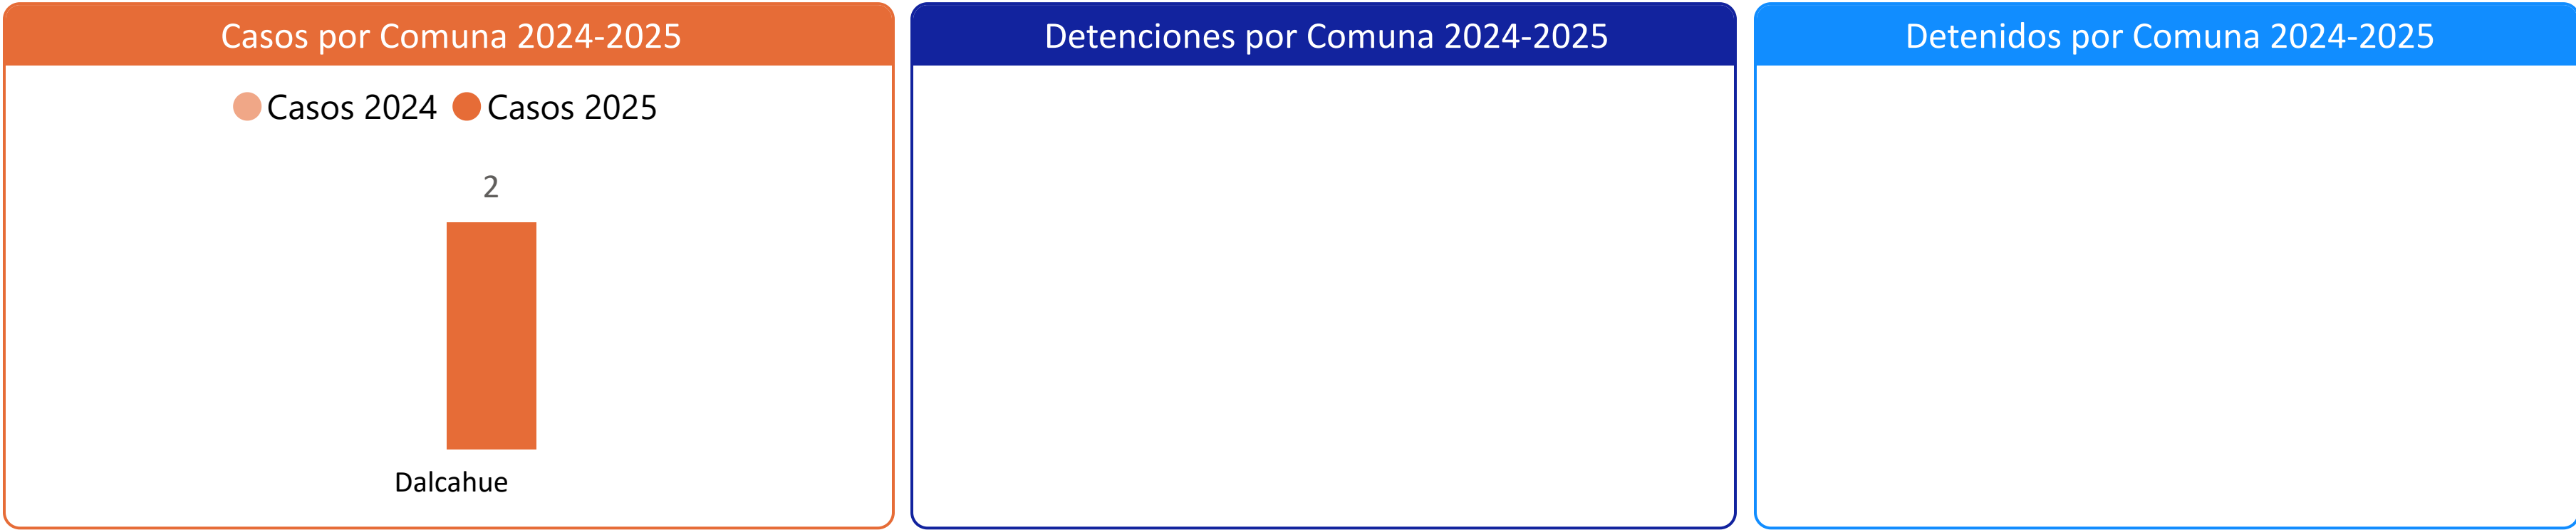 Casos por Comuna 2024-2025
Casos 2024 Casos 2025
2
Dalcahue
Detenciones por Comuna 2024-2025
Detenidos por Comuna 2024-2025